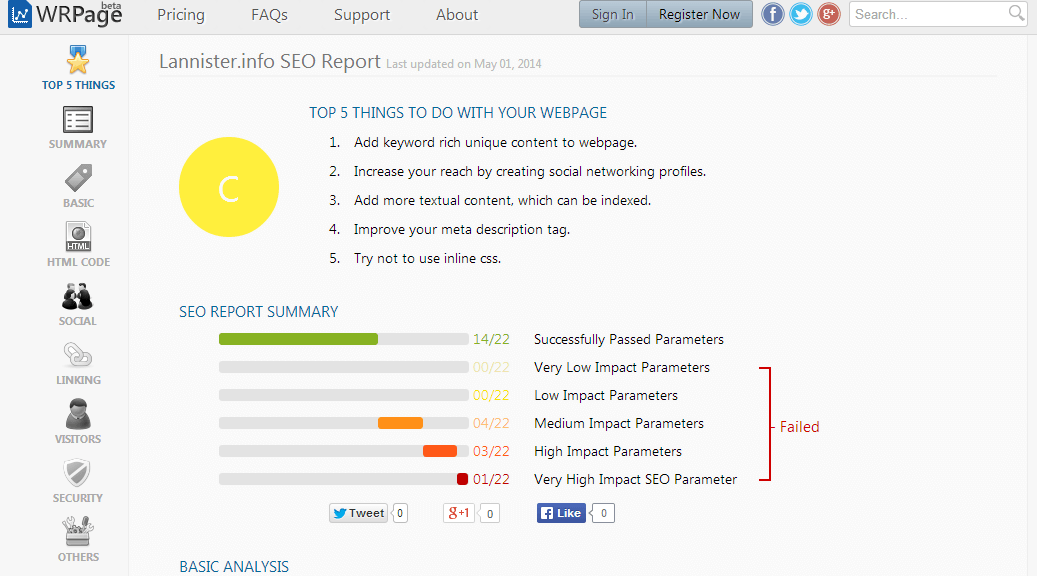 WRPage beta
Pricing FAQs Support About Sign In Register Now Search...
Lannister.info SEO Report Last updated on May 01, 2014
TOP 5 THINGS
SUMMARY
BASIC
HTML
HTML CODE
SOCIAL
LINKING
VISITORS
SECURITY
OTHERS
TOP 5 THINGS TO DO WITH YOUR WEBPAGE
C
1. Add keyword rich unique content to webpage.
2. Increase your reach by creating social networking profiles.
3. Add more textual content, which can be indexed.
4. Improve your meta description tag.
5. Try not to use inline css.
SEO REPORT SUMMARY
14/22 Successfully Passed Parameters
00/22 Very Low Impact Parameters
00/22 Low Impact Parameters
04/22 Medium Impact Parameters
03/22 High Impact Parameters
01/22 Very High Impact SEO Parameter
Failed
Tweet 0 g+1 0 Like 0
BASIC ANALYSIS